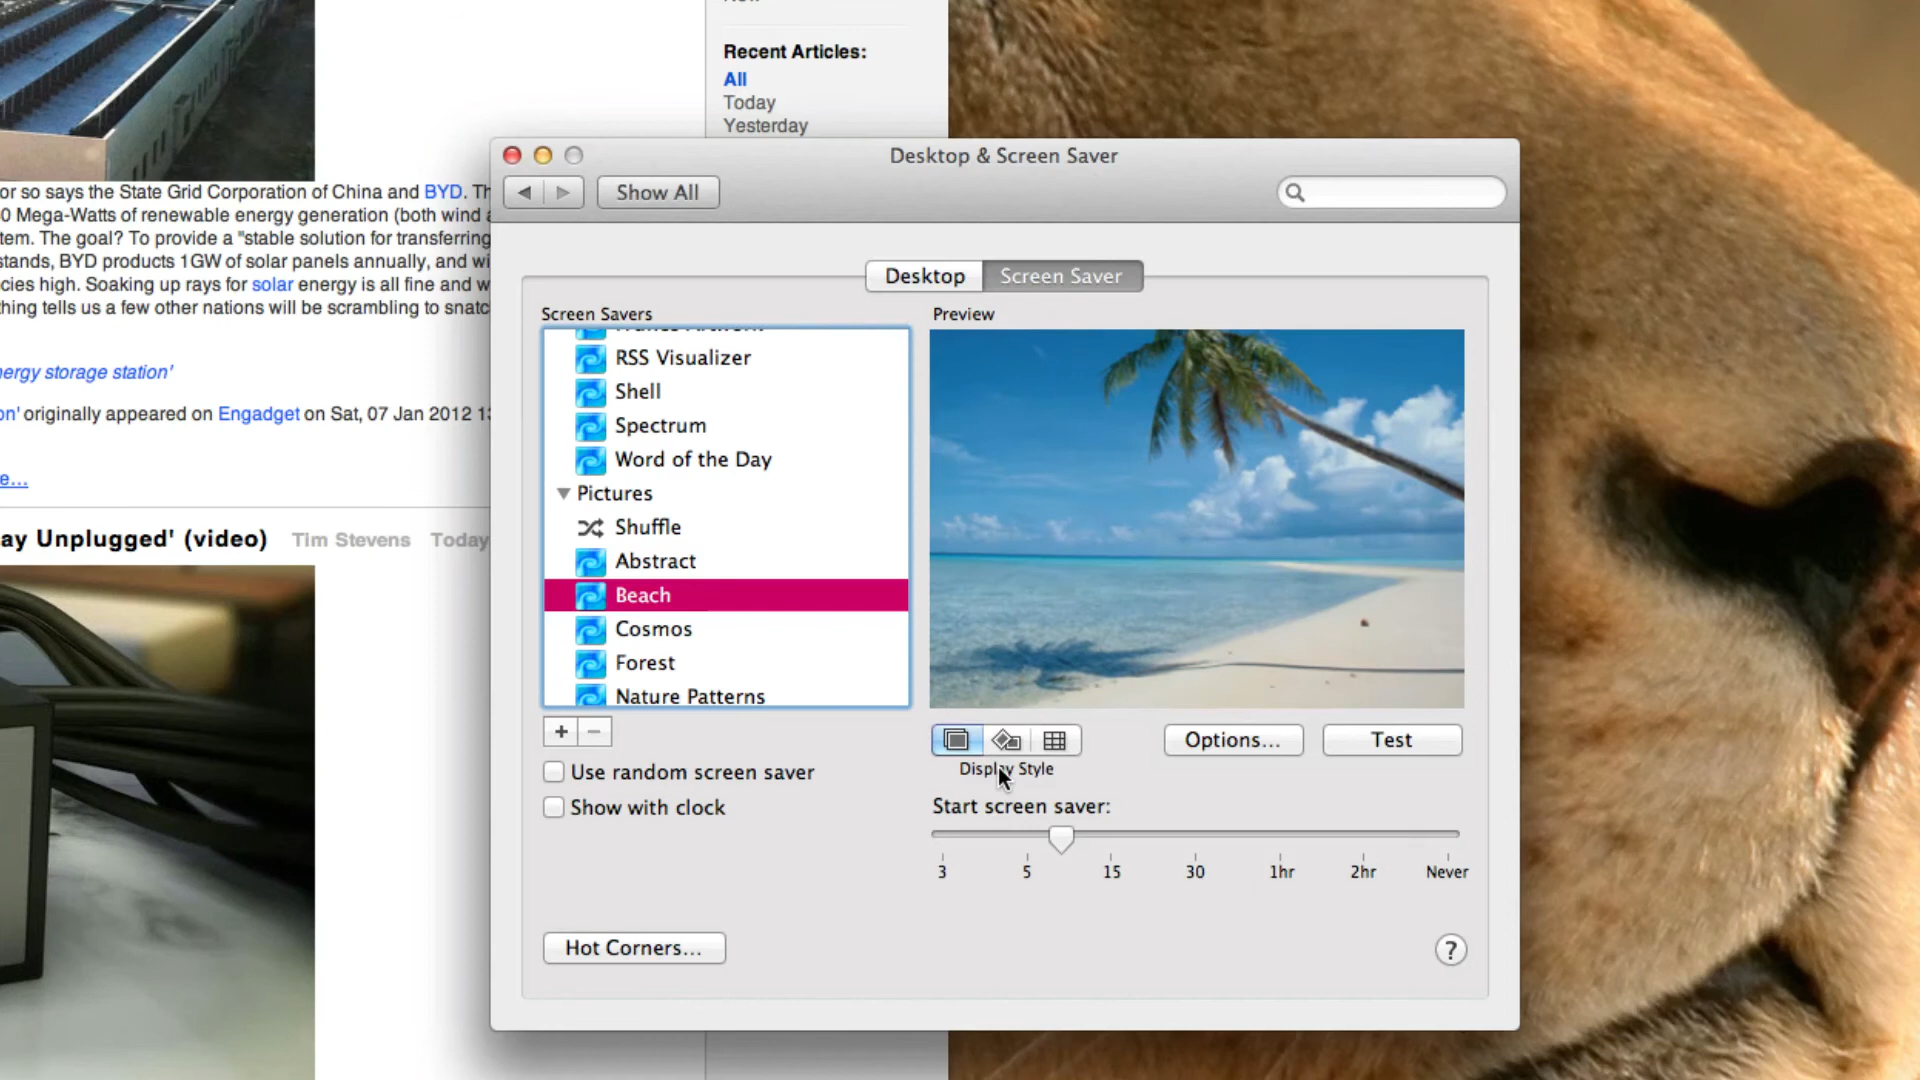 Recent Articles:
All
Today
Yesterday
Desktop & Screen Saver
Show All
or so says the State Grid Corporation of China and BYD. Th
0 Mega-Watts of renewable energy generation (both wind a
tem. The goal? To provide a "stable solution for transferring
stands, BYD products 1GW of solar panels annually, and wi
cies high. Soaking up rays for solar energy is all fine and w
thing tells us a few other nations will be scrambling to snatc
nergy storage station'
on' originally appeared on Engadget on Sat, 07 Jan 2012 13
e...
ay Unplugged' (video) Tim Stevens Today
Desktop
Screen Saver
Screen Savers
RSS Visualizer
Shell
Spectrum
Word of the Day
Pictures
Shuffle
Abstract
Beach
Cosmos
Forest
Nature Patterns
+ −
Use random screen saver
Show with clock
Hot Corners...
Preview
Options...
Test
Display Style
Start screen saver:
3 5 15 30 1hr 2hr Never
?